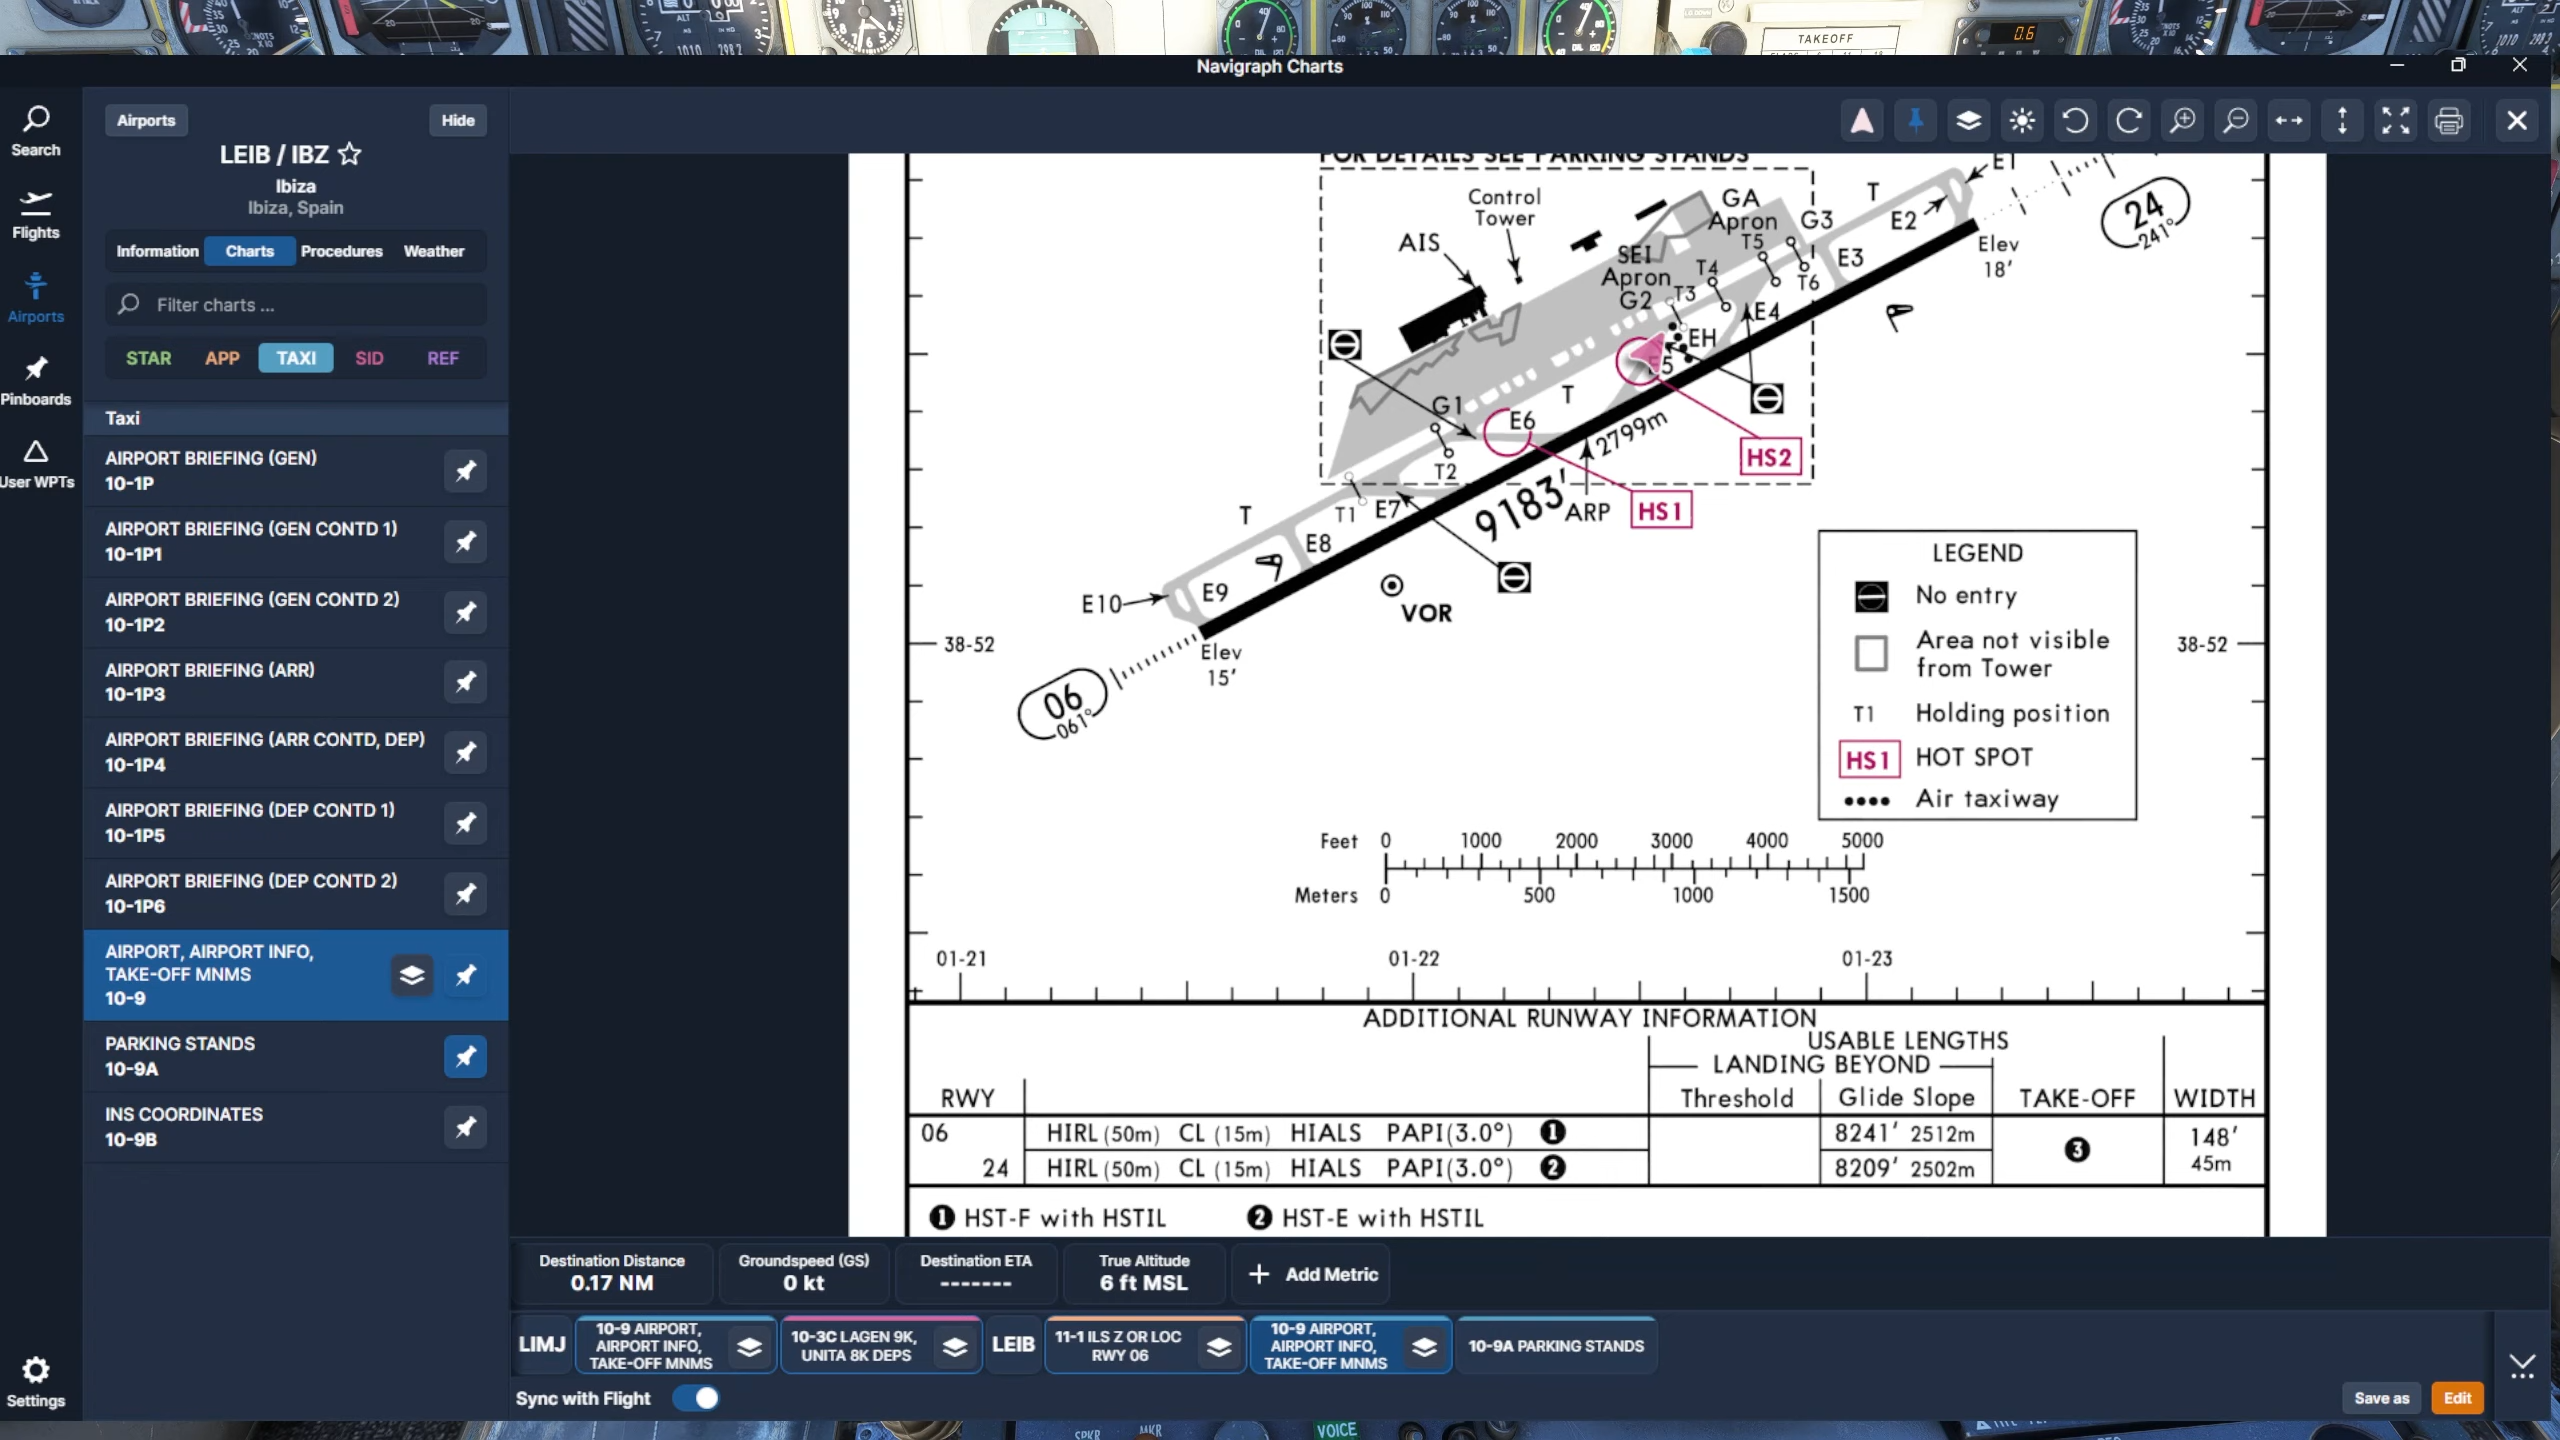 TAKEOFF
0.6
Navigraph Charts
Search
Flights
Airports
Pinboards
User WPTs
Settings
Airports
Hide
LEIB / IBZ
Ibiza
Ibiza, Spain
Information
Charts
Procedures
Weather
Filter charts ...
STAR
APP
TAXI
SID
REF
Taxi
AIRPORT BRIEFING (GEN)
10-1P
AIRPORT BRIEFING (GEN CONTD 1)
10-1P1
AIRPORT BRIEFING (GEN CONTD 2)
10-1P2
AIRPORT BRIEFING (ARR)
10-1P3
AIRPORT BRIEFING (ARR CONTD, DEP)
10-1P4
AIRPORT BRIEFING (DEP CONTD 1)
10-1P5
AIRPORT BRIEFING (DEP CONTD 2)
10-1P6
AIRPORT, AIRPORT INFO,
TAKE-OFF MNMS
10-9
PARKING STANDS
10-9A
INS COORDINATES
10-9B
FOR DETAILS SEE PARKING STANDS
Control
Tower
AIS
GA
Apron
SEI
Apron
G2
G3
T
E1
E2
24
241°
Elev
18'
E3
T5
T6
T4
T3
E4
EH
E5
T
G1
E6
T2
2799m
HS2
9183'
ARP
HS1
T
T1
E7
E8
E9
E10
VOR
Elev
15'
06
061°
38-52
38-52
LEGEND
No entry
Area not visible
from Tower
T1 Holding position
HS1 HOT SPOT
Air taxiway
Feet 0 1000 2000 3000 4000 5000
Meters 0 500 1000 1500
01-21 01-22 01-23
ADDITIONAL RUNWAY INFORMATION
USABLE LENGTHS
LANDING BEYOND
RWY Threshold Glide Slope TAKE-OFF WIDTH
06 HIRL (50m) CL (15m) HIALS PAPI(3.0°) 1 8241' 2512m
24 HIRL (50m) CL (15m) HIALS PAPI(3.0°) 2 8209' 2502m
3
148'
45m
1 HST-F with HSTIL 2 HST-E with HSTIL
Destination Distance
0.17 NM
Groundspeed (GS)
0 kt
Destination ETA
-------
True Altitude
6 ft MSL
+ Add Metric
LIMJ
10-9 AIRPORT,
AIRPORT INFO,
TAKE-OFF MNMS
10-3C LAGEN 9K,
UNITA 8K DEPS
LEIB
11-1 ILS Z OR LOC
RWY 06
10-9 AIRPORT,
AIRPORT INFO,
TAKE-OFF MNMS
10-9A PARKING STANDS
Sync with Flight
Save as
Edit
SPKR
MKR
VOICE